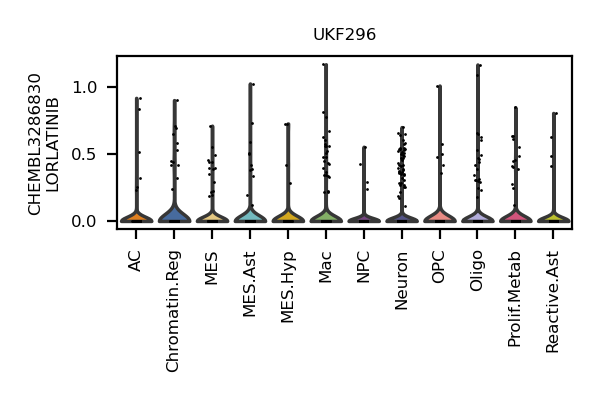 UKF296
CHEMBL3286830
LORLATINIB
1.0
0.5
0.0
AC
Chromatin.Reg
MES
MES.Ast
MES.Hyp
Mac
NPC
Neuron
OPC
Oligo
Prolif.Metab
Reactive.Ast